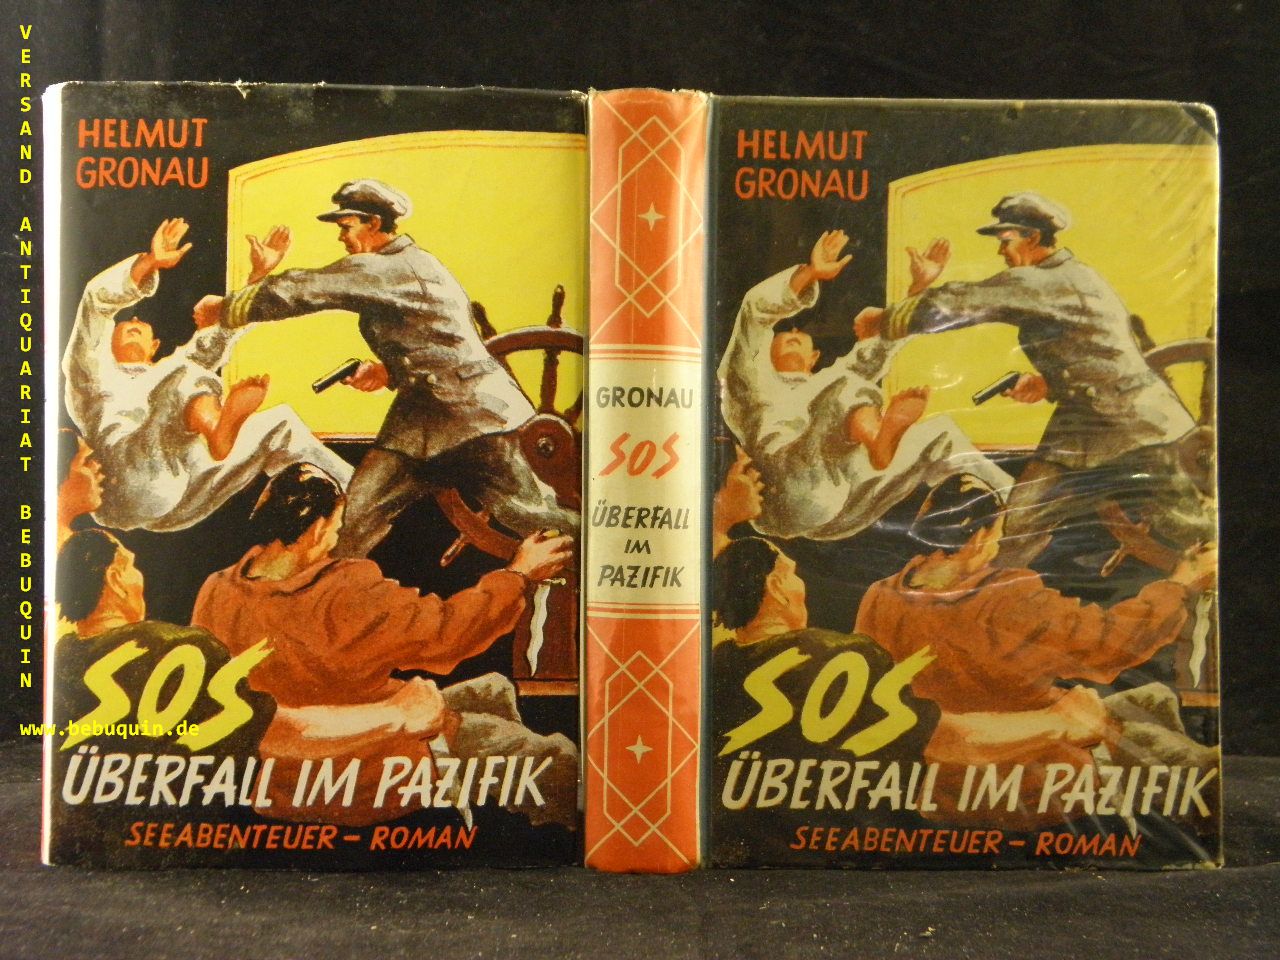 VERSAND ANTIQUARIAT BEBUQUIN
www.bebuquin.de
HELMUT
GRONAU
SOS
ÜBERFALL IM PAZIFIK
SEEABENTEUER – ROMAN
GRONAU
SOS
ÜBERFALL
IM
PAZIFIK
HELMUT
GRONAU
SOS
ÜBERFALL IM PAZIFIK
SEEABENTEUER – ROMAN